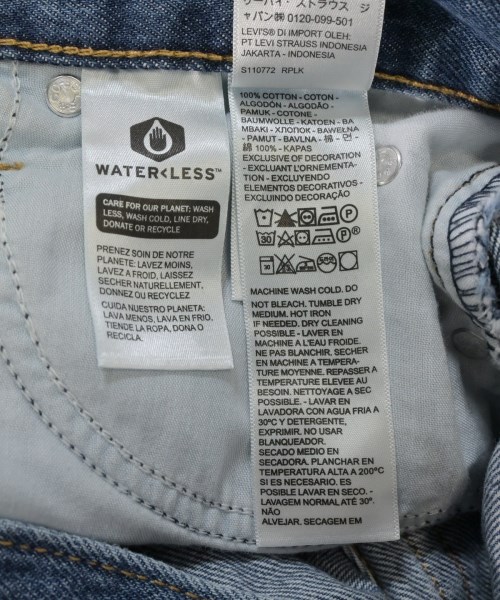 WATER<LESS™
CARE FOR OUR PLANET: WASH
LESS, WASH COLD, LINE DRY,
DONATE OR RECYCLE
PRENEZ SOIN DE NOTRE
PLANETE: LAVEZ MOINS,
LAVEZ A FROID, LAISSEZ
SECHER NATURELLEMENT,
DONNEZ OU RECYCLEZ
CUIDA NUESTRO PLANETA:
LAVA MENOS, LAVA EN FRIO.
TIENDE LA ROPA, DONA O
RECICLA.
ーバイ・ストラウス ジ
ャパン㈱ 0120-099-501
LEVI'S® DI IMPORT OLEH:
PT LEVI STRAUSS INDONESIA
JAKARTA - INDONESIA
S110772 RPLK
100% COTTON - COTON -
ALGODÓN - ALGODÃO -
PAMUK - COTONE -
BAUMWOLLE - KATOEN - BA
MBAKI - ХЛОПОК - BAWEŁNA
- PAMUT - BAVLNA - 棉 - 면 -
綿 100% - KAPAS
EXCLUSIVE OF DECORATION
- EXCLUANT L'ORNEMENTA-
TION - EXCLUYENDO
ELEMENTOS DECORATIVOS -
EXCLUINDO DECORAÇÃO
P
30 P®
30
MACHINE WASH COLD. DO
NOT BLEACH. TUMBLE DRY
MEDIUM. HOT IRON
IF NEEDED. DRY CLEANING
POSSIBLE - LAVER EN
MACHINE A L'EAU FROIDE.
NE PAS BLANCHIR. SECHER
EN MACHINE A TEMPERA-
TURE MOYENNE. REPASSER A
TEMPERATURE ELEVEE AU
BESOIN. NETTOYAGE A SEC
POSSIBLE. - LAVAR EN
LAVADORA CON AGUA FRIA A
30ºC Y DETERGENTE,
EXPRIMIR. NO USAR
BLANQUEADOR.
SECADO MEDIO EN
SECADORA. PLANCHAR EN
TEMPERATURA ALTA A 200°C
SI ES NECESARIO. ES
POSIBLE LAVAR EN SECO. -
LAVAGEM NORMAL ATÉ 30°.
NÃO
ALVEJAR. SECAGEM EM